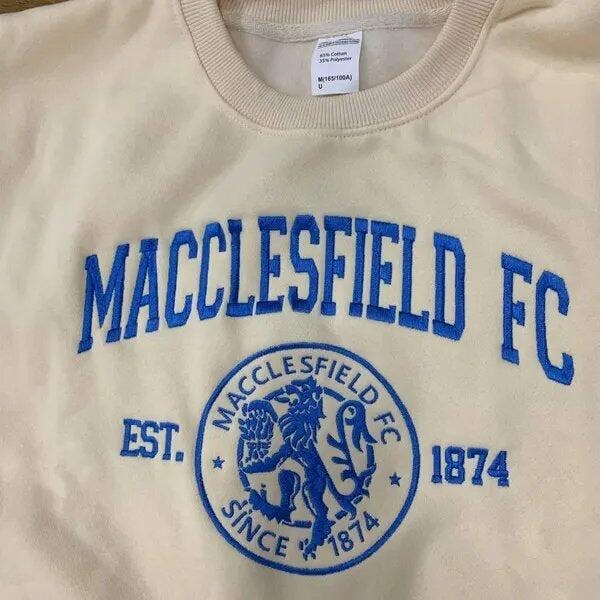 65% Cotton
35% Polyester
M(165/100A)
U
MACCLESFIELD FC
MACCLESFIELD FC
EST.
1874
SINCE 1874